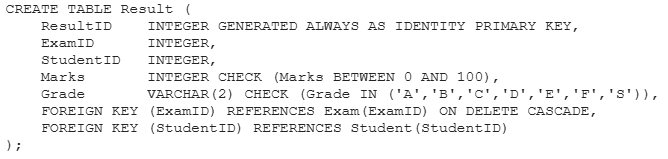 CREATE TABLE Result (
    ResultID    INTEGER GENERATED ALWAYS AS IDENTITY PRIMARY KEY,
    ExamID      INTEGER,
    StudentID   INTEGER,
    Marks       INTEGER CHECK (Marks BETWEEN 0 AND 100),
    Grade       VARCHAR(2) CHECK (Grade IN ('A','B','C','D','E','F','S')),
    FOREIGN KEY (ExamID) REFERENCES Exam(ExamID) ON DELETE CASCADE,
    FOREIGN KEY (StudentID) REFERENCES Student(StudentID)
);